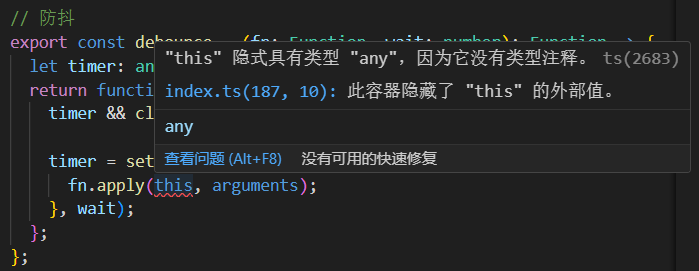 // 防抖
export const debounce = (fn: Function, wait: number): Function => {
let timer: an
return functi
timer && cl
timer = set
fn.apply(this, arguments);
}, wait);
};
};
"this" 隐式具有类型 "any"，因为它没有类型注释。 ts(2683)
index.ts(187, 10): 此容器隐藏了 "this" 的外部值。
any
查看问题 (Alt+F8) 没有可用的快速修复